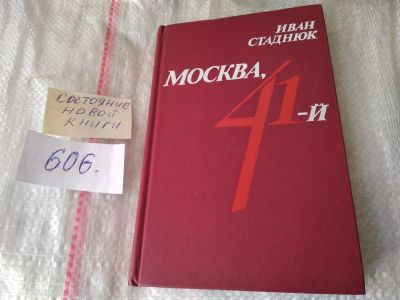 ИВАН
СТАДНЮК
МОСКВА,
41-й
Состояние
новой
книги
606.